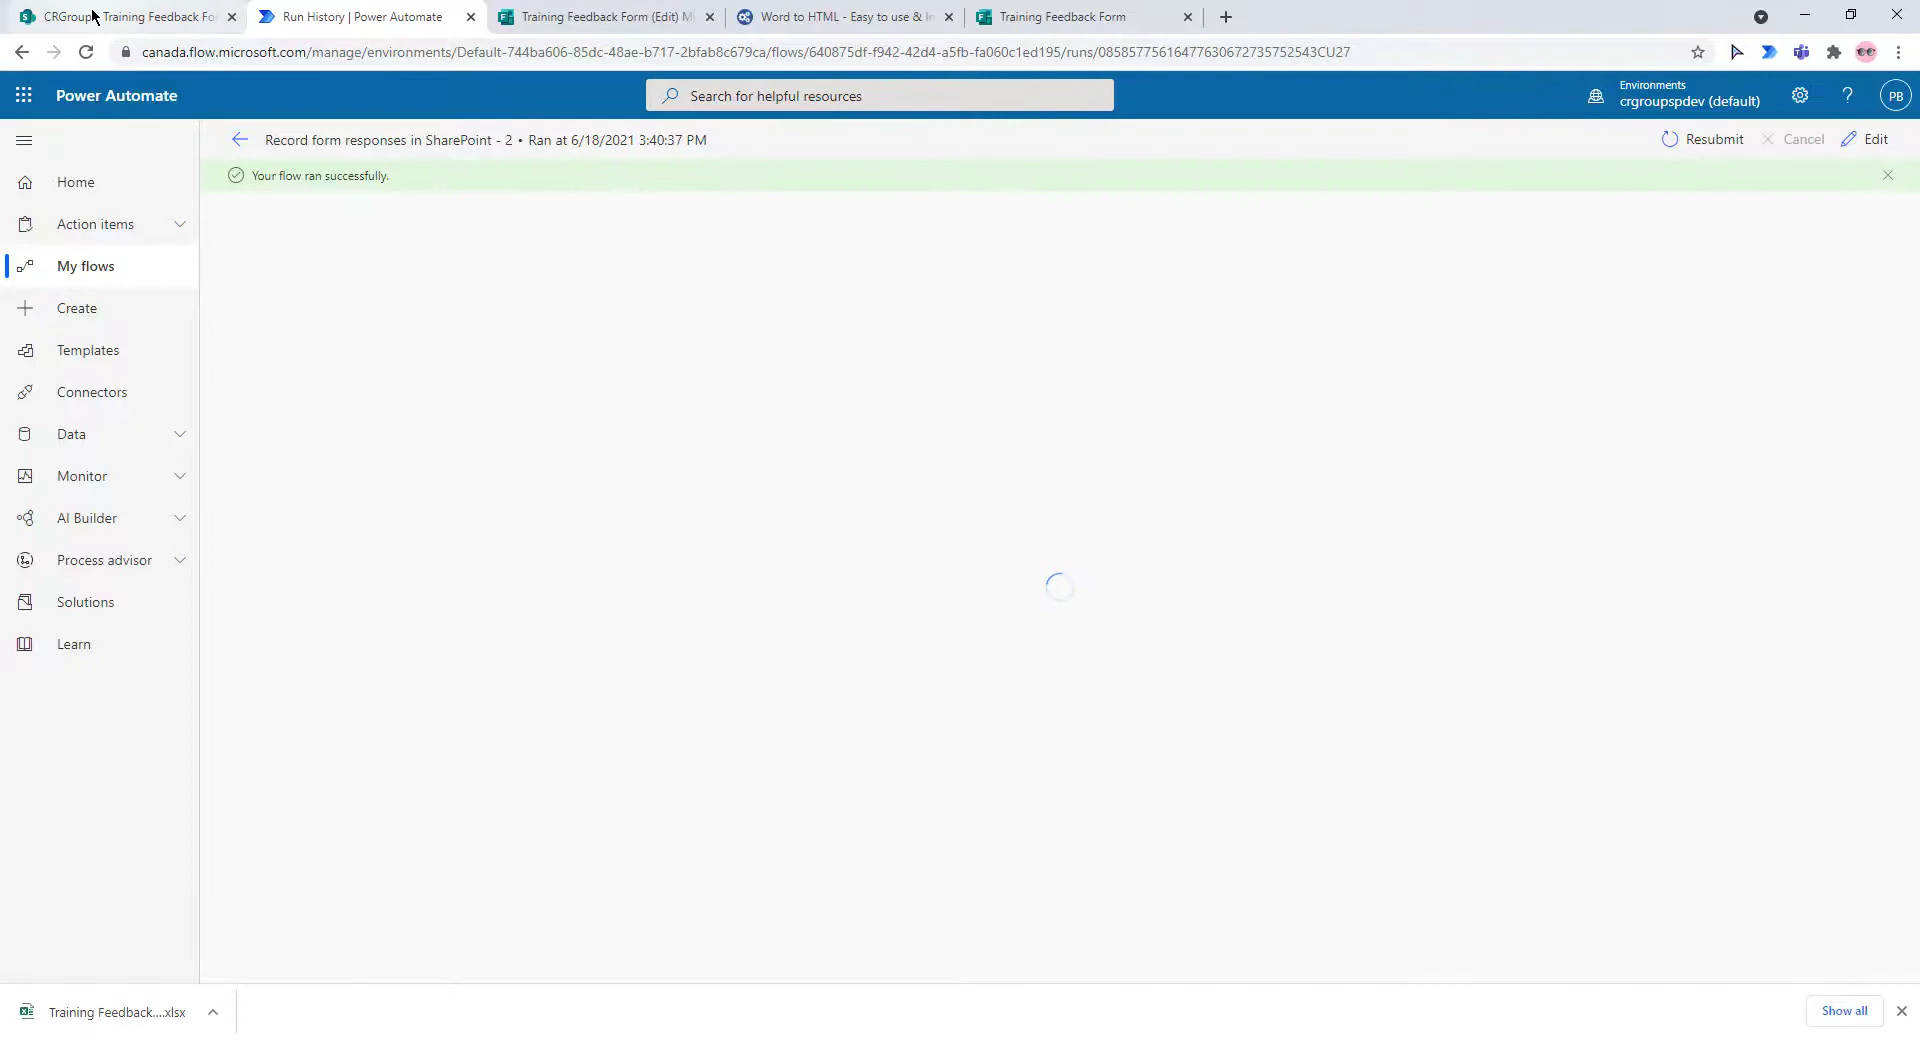 CRGroup - Training Feedback Fo
Run History | Power Automate
Training Feedback Form (Edit) Mi
Word to HTML - Easy to use & In
Training Feedback Form
canada.flow.microsoft.com/manage/environments/Default-744ba606-85dc-48ae-b717-2bfab8c679ca/flows/640875df-f942-42d4-a5fb-fa060c1ed195/runs/08585775616477630672735752543CU27
Power Automate
Search for helpful resources
Environments
crgroupspdev (default)
?
PB
Record form responses in SharePoint - 2 • Ran at 6/18/2021 3:40:37 PM
Resubmit
Cancel
Edit
Your flow ran successfully.
Home
Action items
My flows
Create
Templates
Connectors
Data
Monitor
AI Builder
Process advisor
Solutions
Learn
Training Feedback....xlsx
Show all